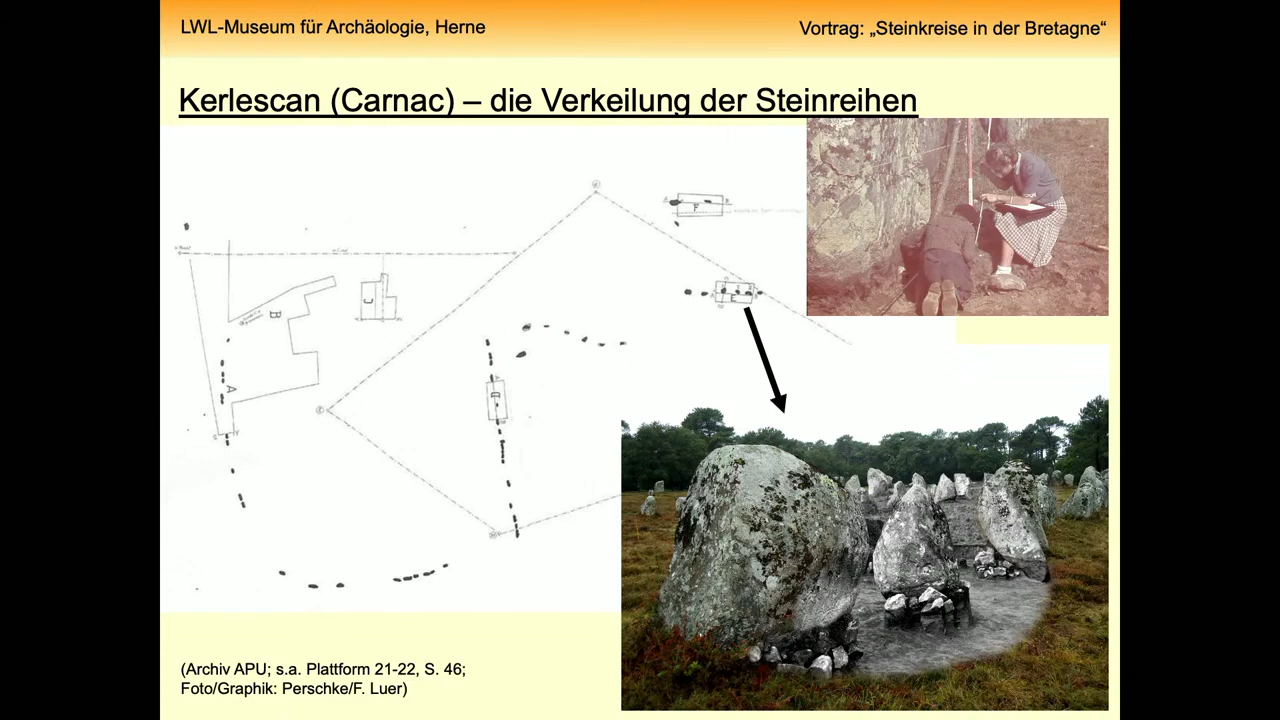 LWL-Museum für Archäologie, Herne
Vortrag: „Steinkreise in der Bretagne“
Kerlescan (Carnac) – die Verkeilung der Steinreihen
A
B
C
D
E
F
(Archiv APU; s.a. Plattform 21-22, S. 46;
Foto/Graphik: Perschke/F. Luer)